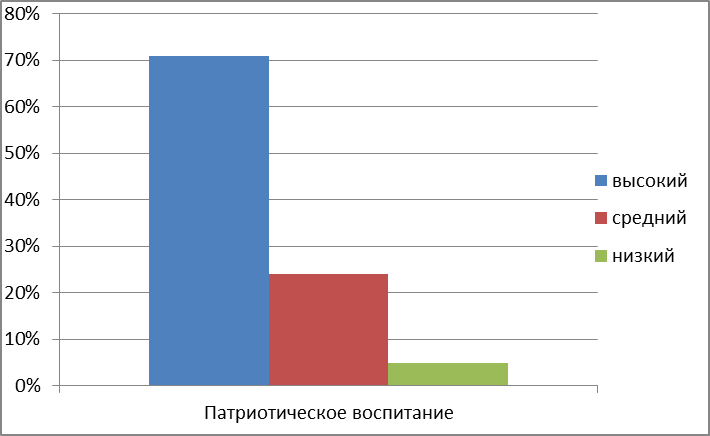 80%
70%
60%
50%
40%
30%
20%
10%
0%
Патриотическое воспитание
высокий
средний
низкий